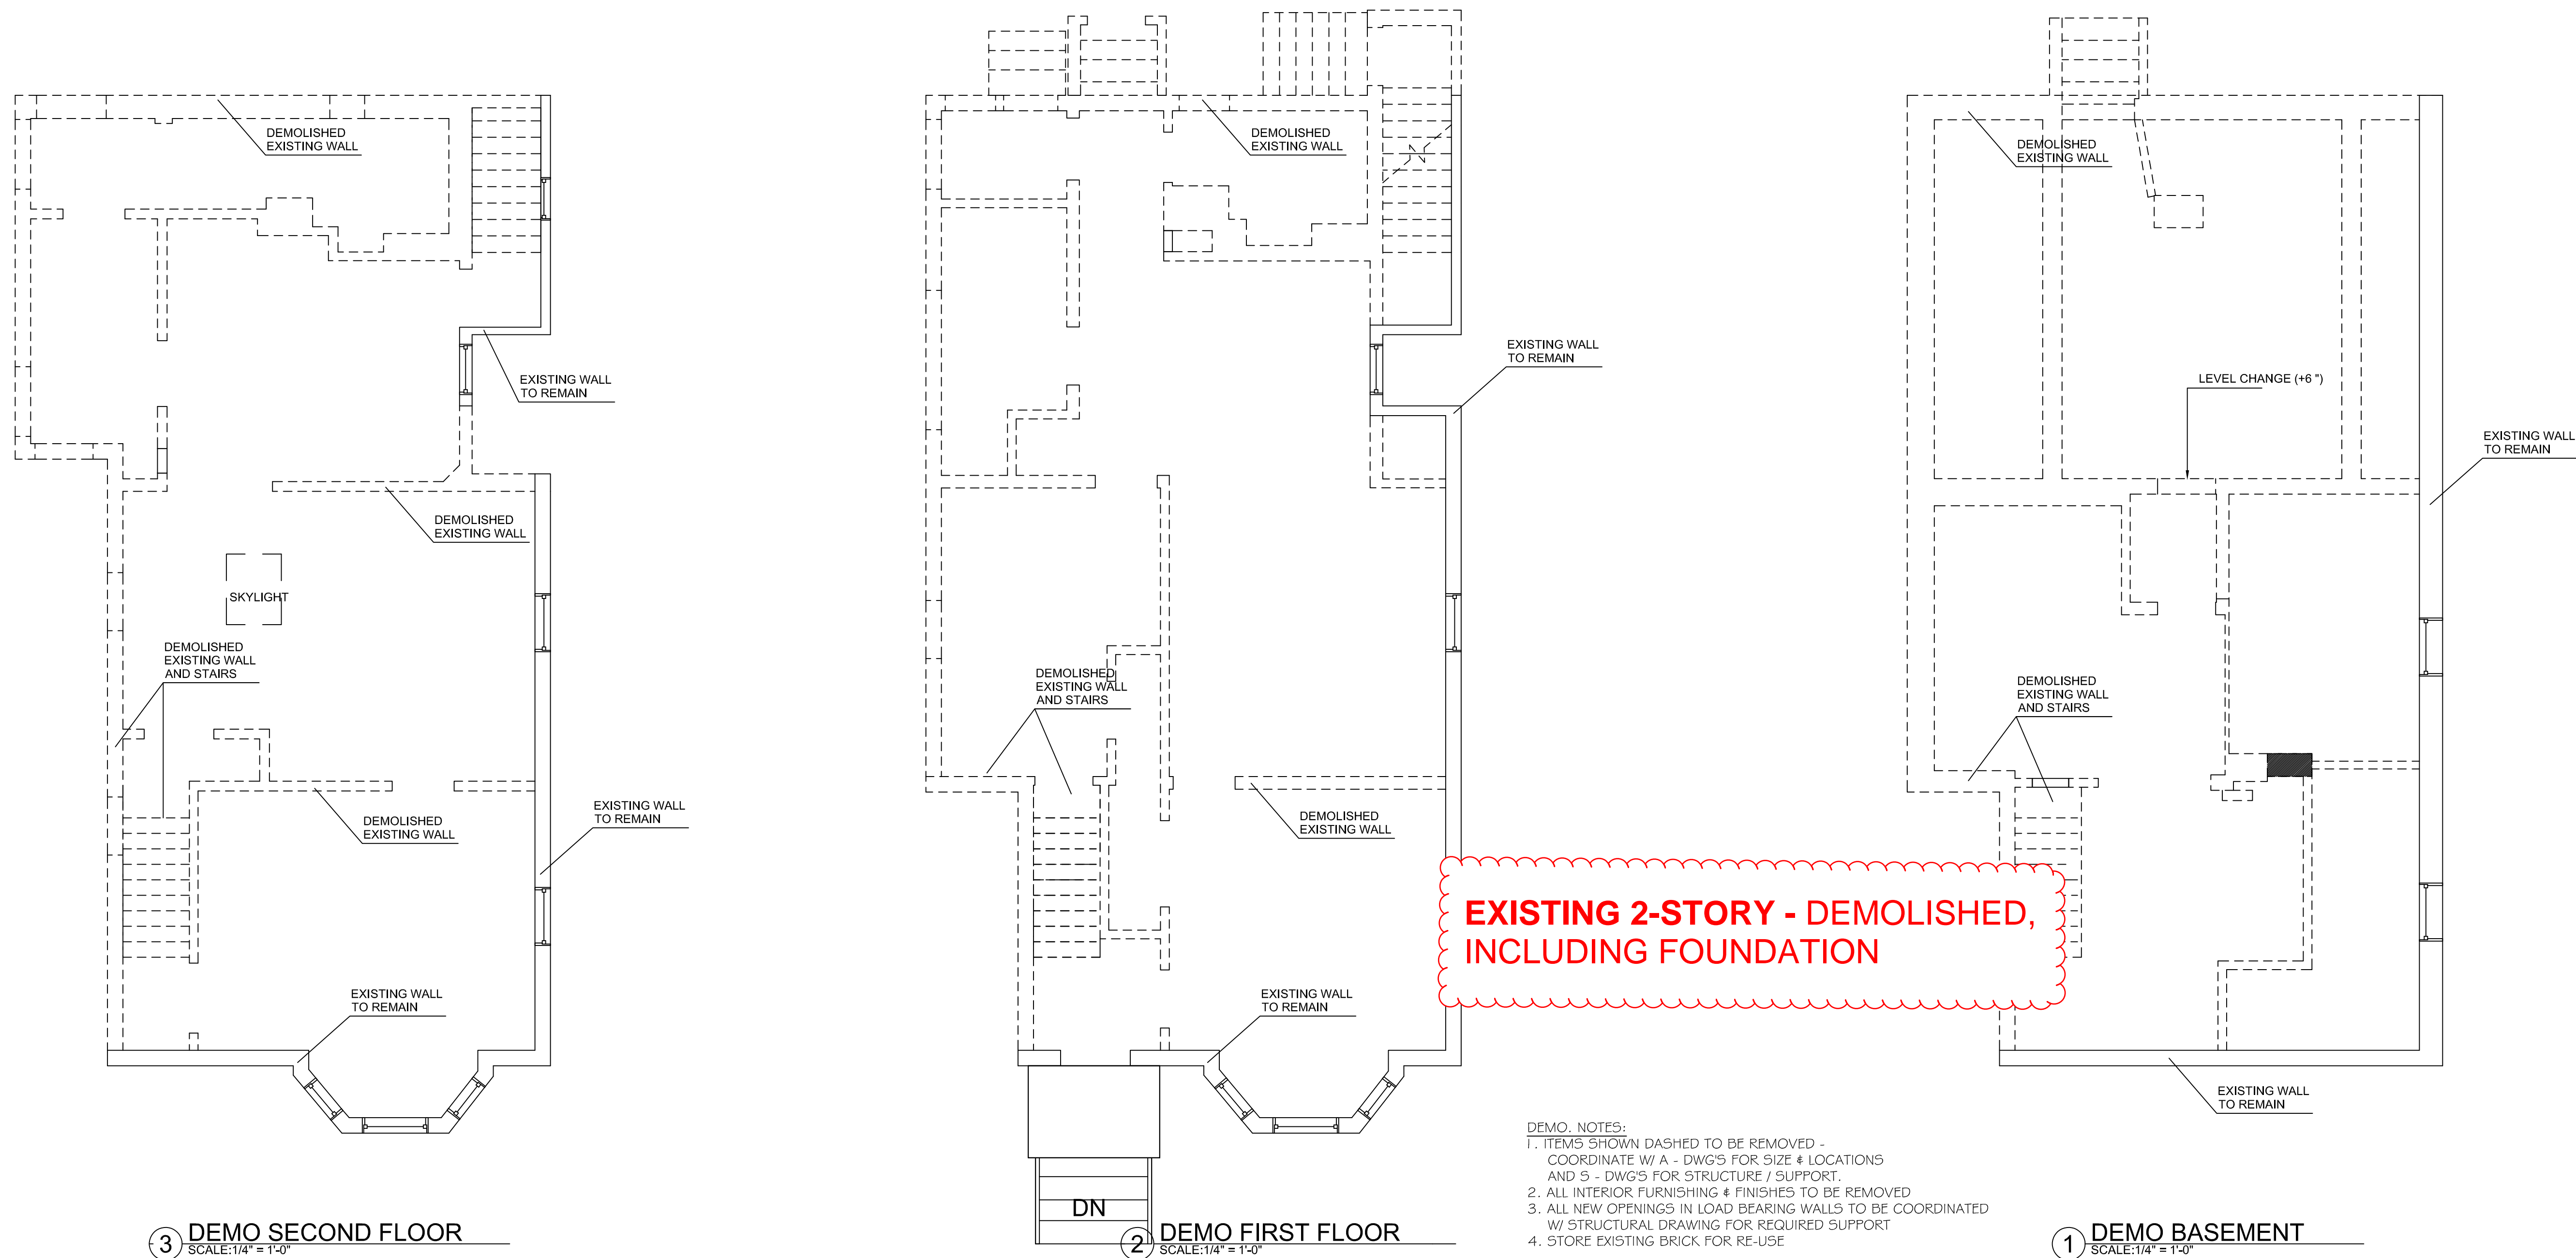 DEMOLISHED
EXISTING WALL
EXISTING WALL
TO REMAIN
DEMOLISHED
EXISTING WALL
SKYLIGHT
DEMOLISHED
EXISTING WALL
AND STAIRS
DEMOLISHED
EXISTING WALL
EXISTING WALL
TO REMAIN
EXISTING WALL
TO REMAIN
3 DEMO SECOND FLOOR
SCALE:1/4" = 1'-0"
DEMOLISHED
EXISTING WALL
EXISTING WALL
TO REMAIN
DEMOLISHED
EXISTING WALL
AND STAIRS
DEMOLISHED
EXISTING WALL
EXISTING WALL
TO REMAIN
DN
2 DEMO FIRST FLOOR
SCALE:1/4" = 1'-0"
EXISTING 2-STORY - DEMOLISHED,
INCLUDING FOUNDATION
DEMO. NOTES:
1. ITEMS SHOWN DASHED TO BE REMOVED -
COORDINATE W/ A - DWG'S FOR SIZE & LOCATIONS
AND S - DWG'S FOR STRUCTURE / SUPPORT.
2. ALL INTERIOR FURNISHING & FINISHES TO BE REMOVED
3. ALL NEW OPENINGS IN LOAD BEARING WALLS TO BE COORDINATED
W/ STRUCTURAL DRAWING FOR REQUIRED SUPPORT
4. STORE EXISTING BRICK FOR RE-USE
DEMOLISHED
EXISTING WALL
LEVEL CHANGE (+6 ")
EXISTING WALL
TO REMAIN
DEMOLISHED
EXISTING WALL
AND STAIRS
EXISTING WALL
TO REMAIN
1 DEMO BASEMENT
SCALE:1/4" = 1'-0"